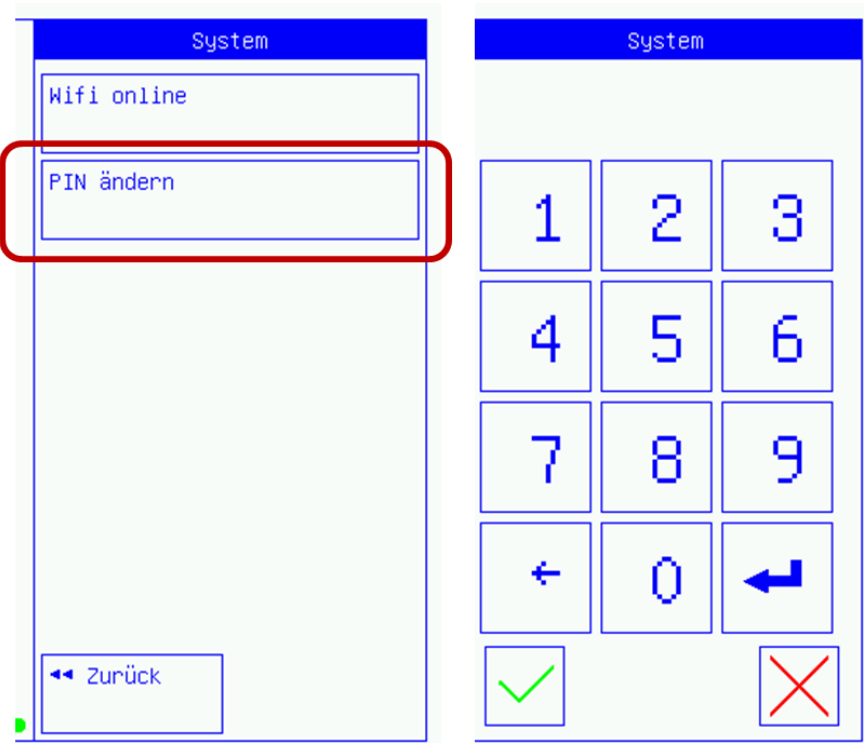 System
Wifi online
PIN ändern
◄◄ Zurück
System
1 2 3
4 5 6
7 8 9
← 0 ↵